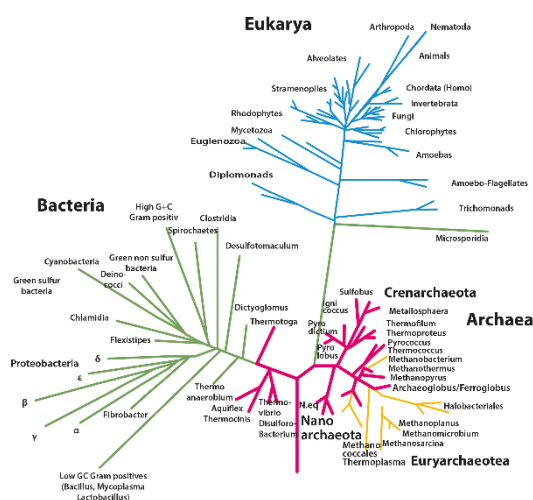 Eukarya
Arthropoda
Nematoda
Alveolates
Animals
Stramenoplles
Chordata (Homo)
Invertebrata
Rhodophytes
Fungi
Mycetozoa
Chlorophytes
Euglenozoa
Amoebas
Diplomonads
Amoebo-Flagellates
Trichomonads
Microsporidia
Bacteria
High G+C
Gram positiv
Clostridia
Spirochaetes
Desulfotomaculum
Cyanobacteria
Green non sulfur
bacteria
Green sulfur
bacteria
Deino-
cocci
Chlamidia
Flexistipes
Dictyoglomus
Thermotoga
Proteobacteria
δ
ε
β
γ
α
Fibrobacter
Low GC Gram positives
(Bacillus, Mycoplasma
Lactobacillus)
Thermo
anaerobium
Aquiflex
Thermocinis
Thermo-
vibrio
Disulforo-
Bacterium
Sulfobus
Igni
coccus
Crenarchaeota
Metallosphaera
Archaea
Pyro
dictium
Thermofilum
Thermoproteus
Pyro
lobus
Pyrococcus
Thermococcus
Methanobacterium
Methanothermus
Methanopyrus
Archaeoglobus/Ferroglobus
N.eq
Nano
archaeota
Halobacteriales
Methanoplanus
Methanomicrobium
Methanosarcina
Methano
coccales
Thermoplasma
Euryarchaeotea